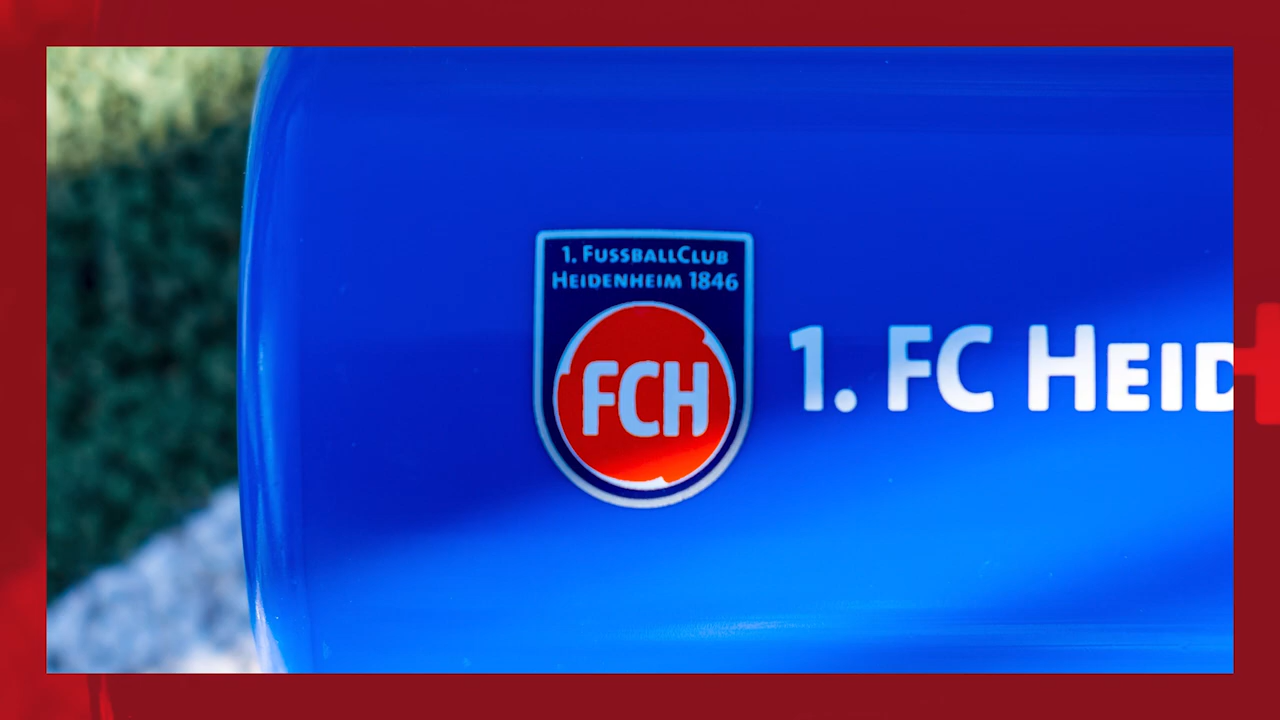 1. FUSSBALLCLUB
HEIDENHEIM 1846
FCH
1. FC HEID